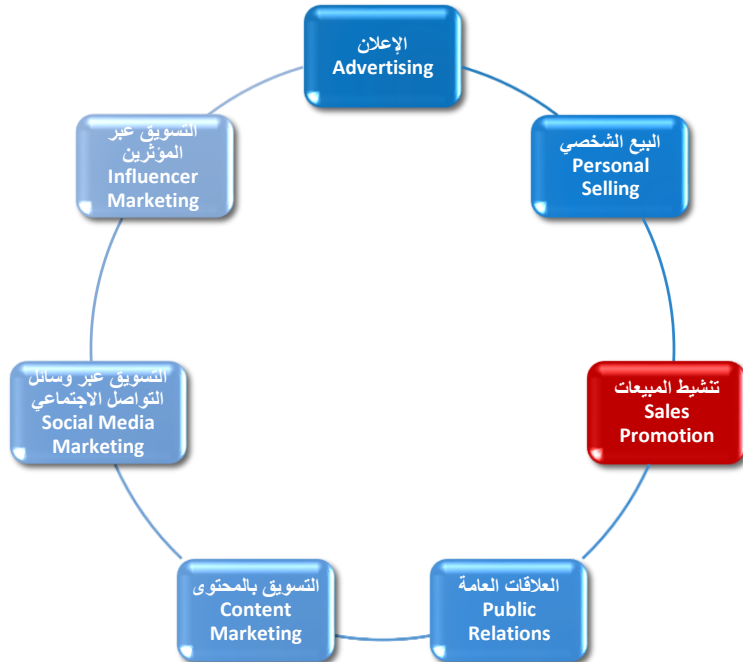 الإعلان
Advertising
البيع الشخصي
Personal
Selling
تنشيط المبيعات
Sales
Promotion
العلاقات العامة
Public
Relations
التسويق بالمحتوى
Content
Marketing
التسويق عبر وسائل
التواصل الاجتماعي
Social Media
Marketing
التسويق عبر
المؤثرين
Influencer
Marketing